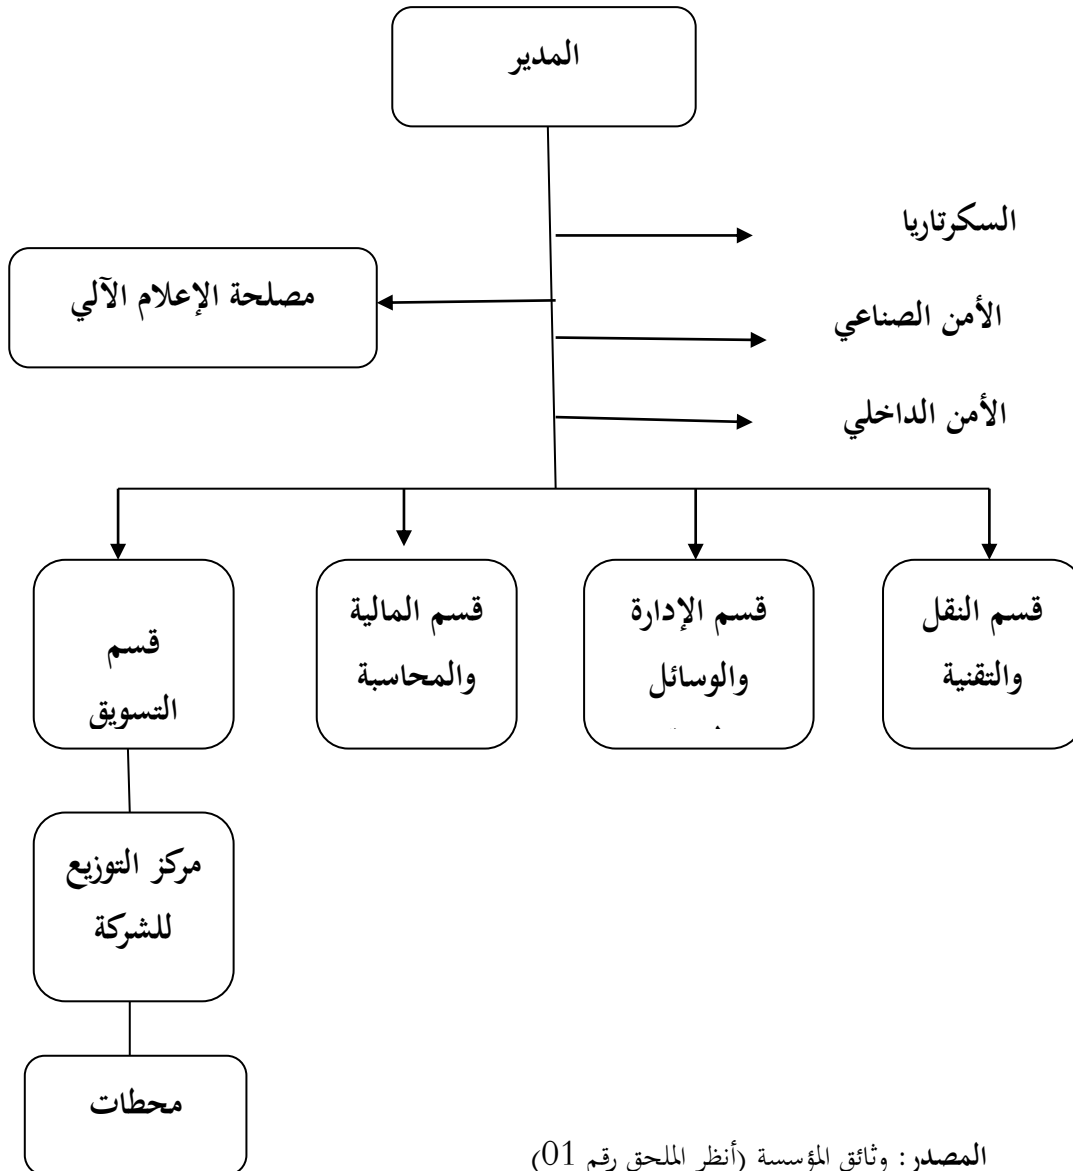 المدير
السكرتاريا
مصلحة الإعلام الآلي
الأمن الصناعي
الأمن الداخلي
قسم النقل
والتقنية
قسم الإدارة
والوسائل
قسم المالية
والمحاسبة
قسم
التسويق
مركز التوزيع
للشركة
محطات
المصدر: وثائق المؤسسة (أنظر الملحق رقم 01)